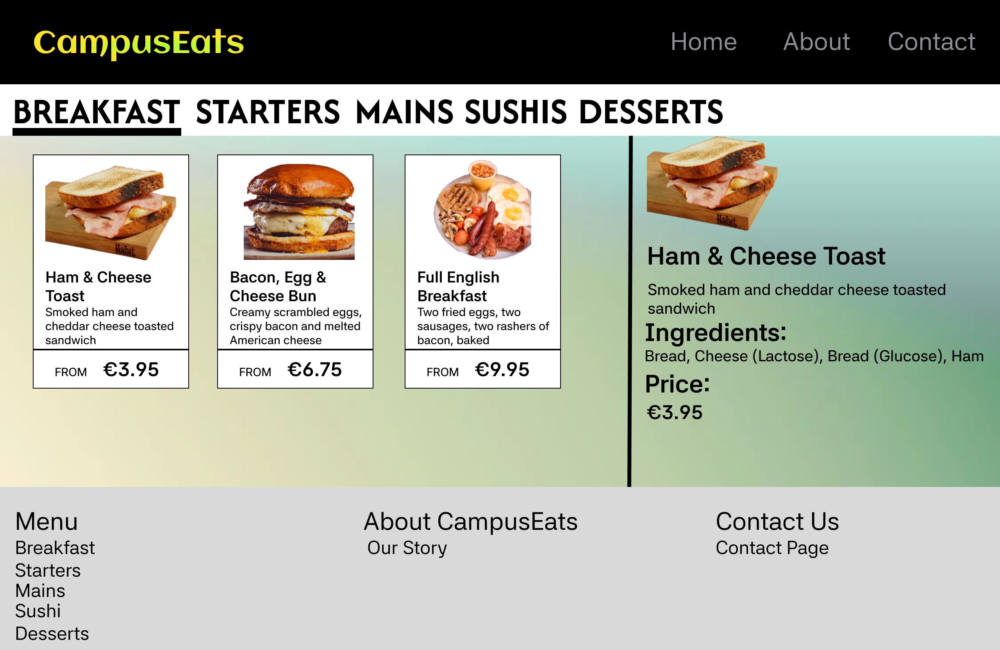 CampusEats
Home About Contact
BREAKFAST STARTERS MAINS SUSHIS DESSERTS
Habit
Ham & Cheese
Toast
Smoked ham and
cheddar cheese toasted
sandwich
FROM €3.95
Bacon, Egg &
Cheese Bun
Creamy scrambled eggs,
crispy bacon and melted
American cheese
FROM €6.75
Full English
Breakfast
Two fried eggs, two
sausages, two rashers of
bacon, baked
FROM €9.95
Habit
Ham & Cheese Toast
Smoked ham and cheddar cheese toasted
sandwich
Ingredients:
Bread, Cheese (Lactose), Bread (Glucose), Ham
Price:
€3.95
Menu
Breakfast
Starters
Mains
Sushi
Desserts
About CampusEats
Our Story
Contact Us
Contact Page